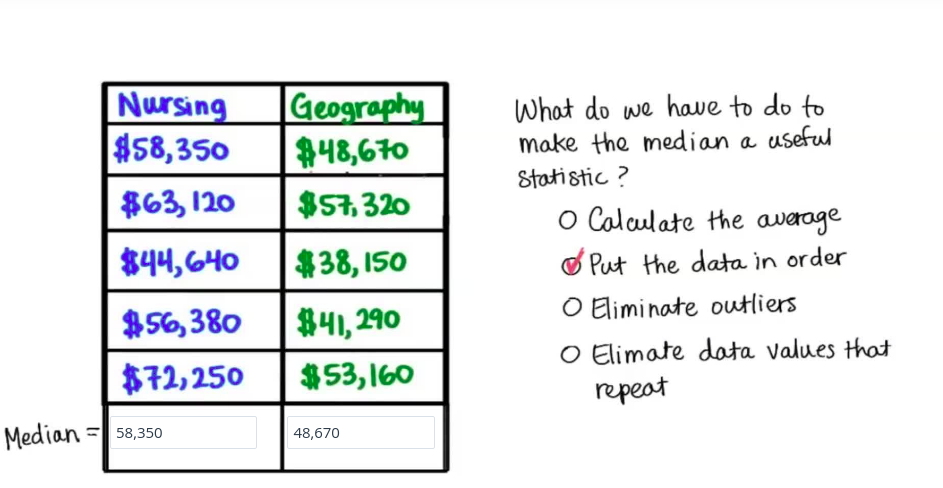 Nursing Geography
$58,350 $48,670
$63,120 $57,320
$44,640 $38,150
$56,380 $41,290
$72,250 $53,160
Median = 58,350 48,670
What do we have to do to
make the median a useful
statistic?
Calculate the average
Put the data in order
Eliminate outliers
Elimate data values that
repeat